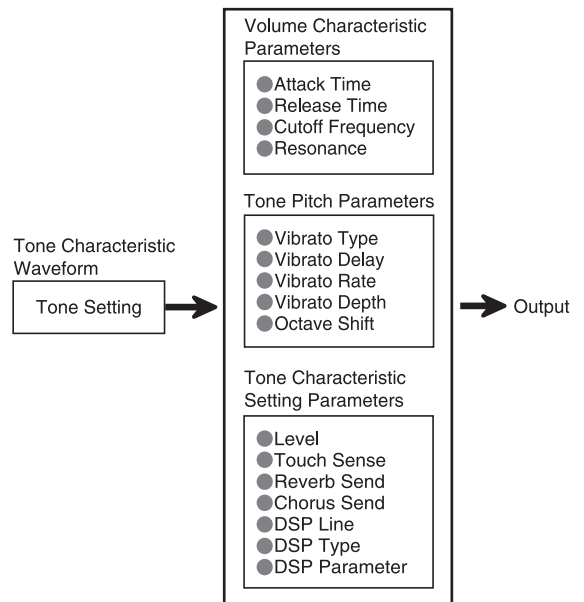 Volume Characteristic
Parameters
Attack Time
Release Time
Cutoff Frequency
Resonance
Tone Pitch Parameters
Vibrato Type
Vibrato Delay
Vibrato Rate
Vibrato Depth
Octave Shift
Tone Characteristic
Waveform
Tone Setting
Output
Tone Characteristic
Setting Parameters
Level
Touch Sense
Reverb Send
Chorus Send
DSP Line
DSP Type
DSP Parameter